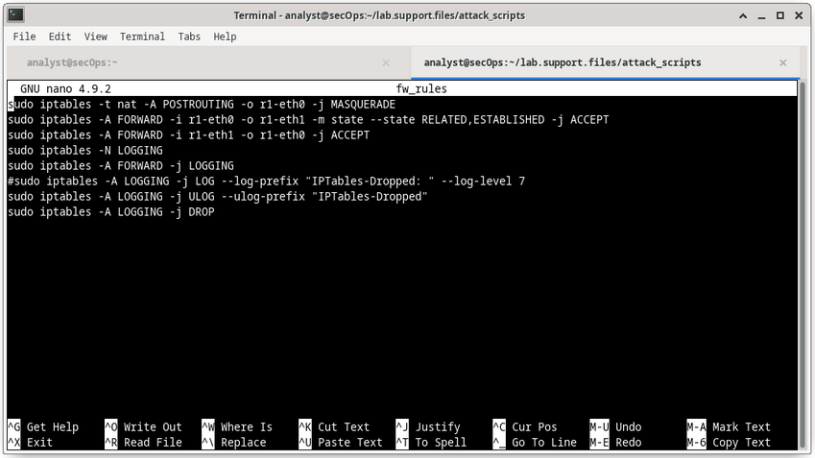 Terminal - analyst@secOps:~/lab.support.files/attack_scripts
File Edit View Terminal Tabs Help
analyst@secOps:~ analyst@secOps:~/lab.support.files/attack_scripts
GNU nano 4.9.2 fw_rules
sudo iptables -t nat -A POSTROUTING -o r1-eth0 -j MASQUERADE
sudo iptables -A FORWARD -i r1-eth0 -o r1-eth1 -m state --state RELATED,ESTABLISHED -j ACCEPT
sudo iptables -A FORWARD -i r1-eth1 -o r1-eth0 -j ACCEPT
sudo iptables -N LOGGING
sudo iptables -A FORWARD -j LOGGING
#sudo iptables -A LOGGING -j LOG --log-prefix "IPTables-Dropped: " --log-level 7
sudo iptables -A LOGGING -j ULOG --ulog-prefix "IPTables-Dropped"
sudo iptables -A LOGGING -j DROP
^G Get Help ^O Write Out ^W Where Is ^K Cut Text ^J Justify ^C Cur Pos M-U Undo M-A Mark Text
^X Exit ^R Read File ^\ Replace ^U Paste Text ^T To Spell ^_ Go To Line M-E Redo M-6 Copy Text